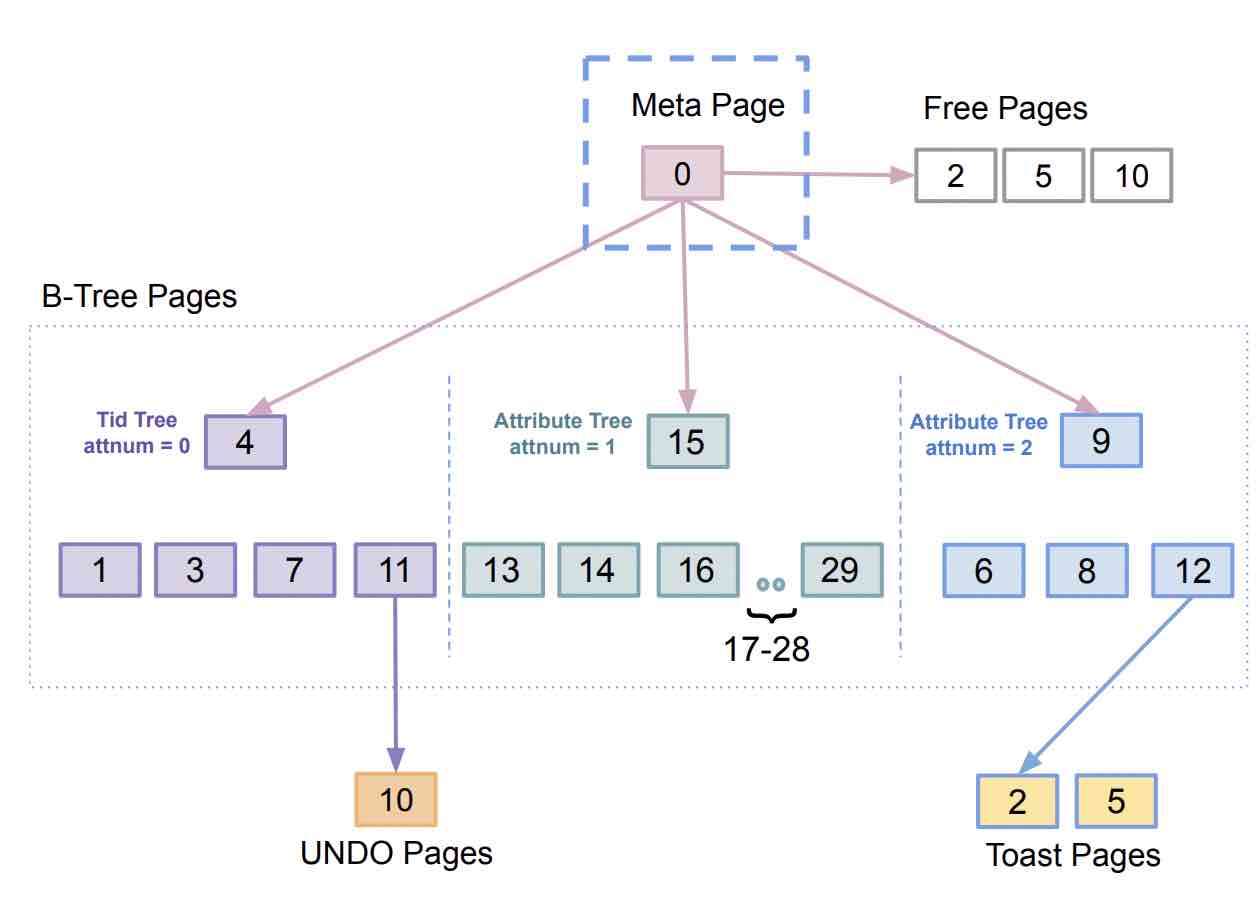 Meta Page
Free Pages
0
2 5 10
B-Tree Pages
Tid Tree
attnum = 0
4
Attribute Tree
attnum = 1
15
Attribute Tree
attnum = 2
9
1 3 7 11
13 14 16 29
17-28
6 8 12
10
UNDO Pages
2 5
Toast Pages